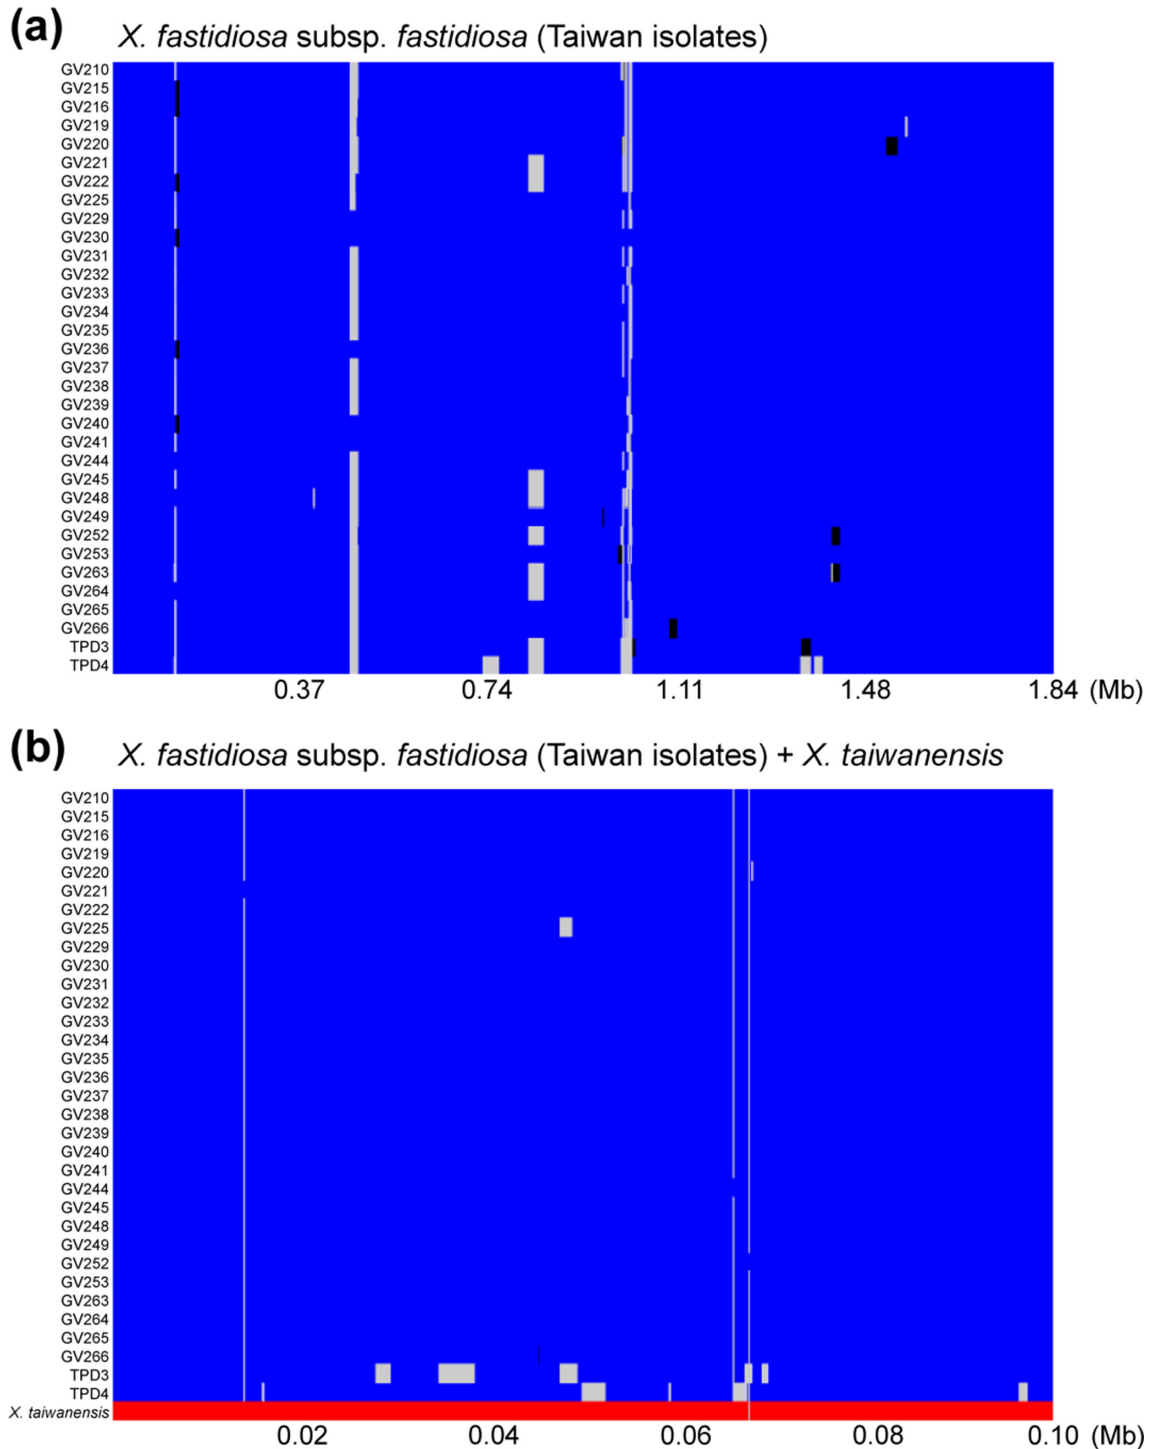 (a)
X. fastidiosa subsp. fastidiosa (Taiwan isolates)
GV210
GV215
GV216
GV219
GV220
GV221
GV222
GV225
GV229
GV230
GV231
GV232
GV233
GV234
GV235
GV236
GV237
GV238
GV239
GV240
GV241
GV244
GV245
GV248
GV249
GV252
GV253
GV263
GV264
GV265
GV266
TPD3
TPD4
0.37 0.74 1.11 1.48 1.84 (Mb)
(b)
X. fastidiosa subsp. fastidiosa (Taiwan isolates) + X. taiwanensis
GV210
GV215
GV216
GV219
GV220
GV221
GV222
GV225
GV229
GV230
GV231
GV232
GV233
GV234
GV235
GV236
GV237
GV238
GV239
GV240
GV241
GV244
GV245
GV248
GV249
GV252
GV253
GV263
GV264
GV265
GV266
TPD3
TPD4
X. taiwanensis
0.02 0.04 0.06 0.08 0.10 (Mb)